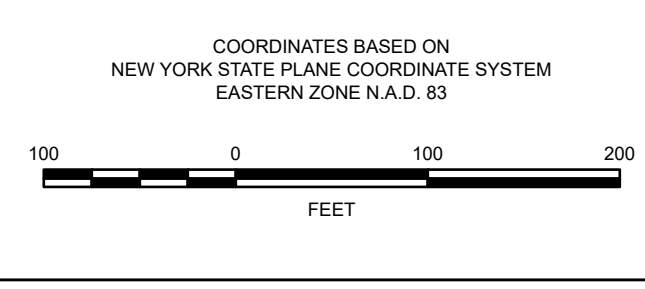 COORDINATES BASED ON
NEW YORK STATE PLANE COORDINATE SYSTEM
EASTERN ZONE N.A.D. 83
100 0 100 200
FEET